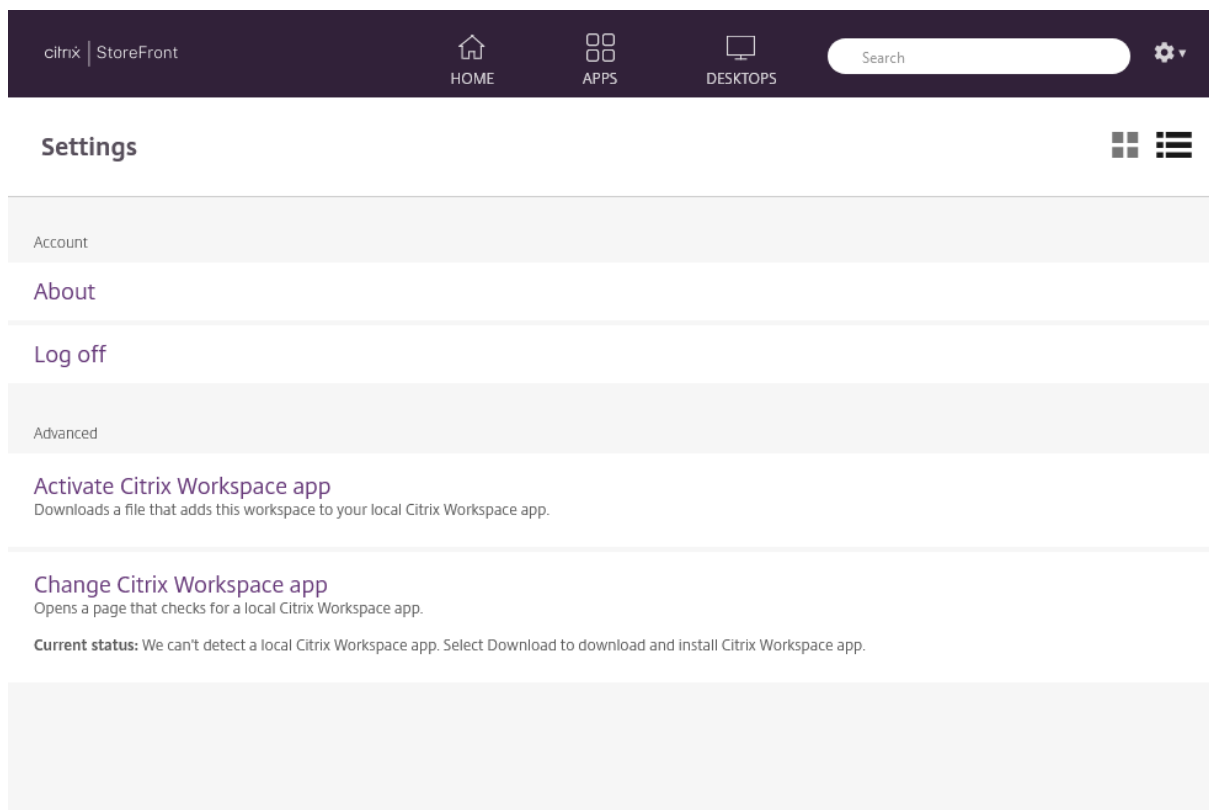 citrix | StoreFront
HOME
APPS
DESKTOPS
Search
Settings
Account
About
Log off
Advanced
Activate Citrix Workspace app
Downloads a file that adds this workspace to your local Citrix Workspace app.
Change Citrix Workspace app
Opens a page that checks for a local Citrix Workspace app.
Current status: We can't detect a local Citrix Workspace app. Select Download to download and install Citrix Workspace app.